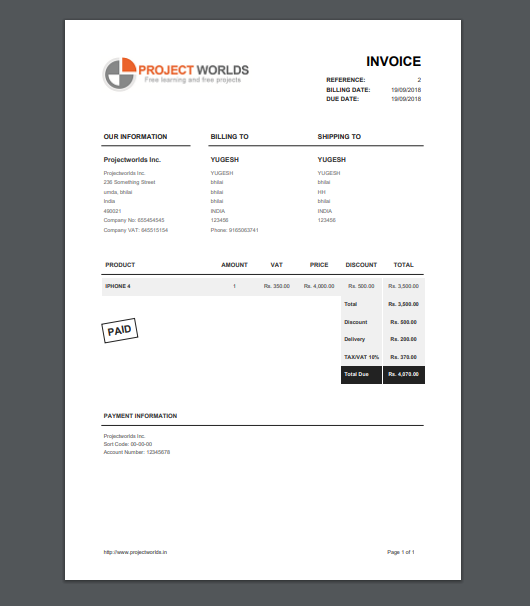 PROJECT WORLDS
Free learning and free projects
INVOICE
REFERENCE: 2
BILLING DATE: 19/09/2018
DUE DATE: 19/09/2018
OUR INFORMATION BILLING TO SHIPPING TO
Projectworlds Inc. YUGESH YUGESH
Projectworlds Inc. YUGESH YUGESH
236 Something Street bhilai bhilai
umda, bhilai bhilai HH
India bhilai bhilai
490021 INDIA INDIA
Company No: 655454545 123456 123456
Company VAT: 645515154 Phone: 9165063741
PRODUCT AMOUNT VAT PRICE DISCOUNT TOTAL
IPHONE 4 1 Rs. 350.00 Rs. 4,000.00 Rs. 500.00 Rs. 3,500.00
Total Rs. 3,500.00
Discount Rs. 500.00
PAID
Delivery Rs. 200.00
TAX/VAT 10% Rs. 370.00
Total Due Rs. 4,070.00
PAYMENT INFORMATION
Projectworlds Inc.
Sort Code: 00-00-00
Account Number: 12345678
http://www.projectworlds.in Page 1 of 1